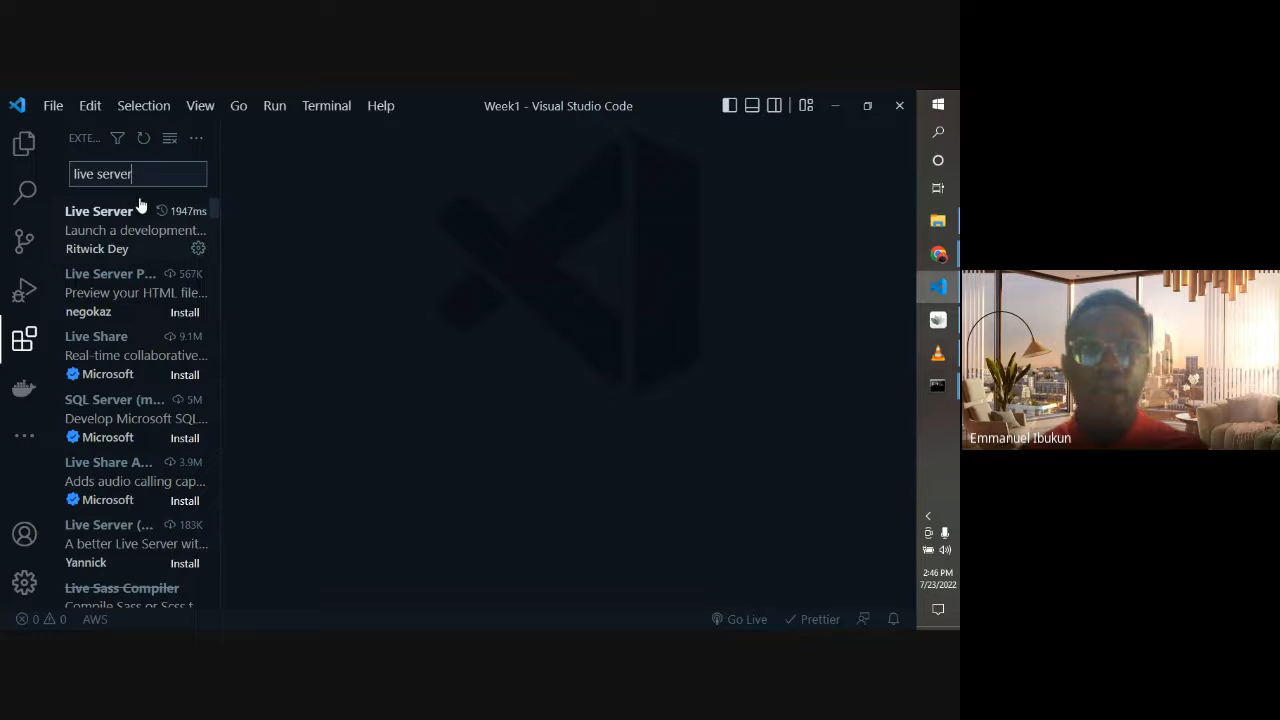 File Edit Selection View Go Run Terminal Help
Week1 - Visual Studio Code
EXTE...
live server
Live Server 1947ms
Launch a development...
Ritwick Dey
Live Server P... 567K
Preview your HTML file...
negokaz Install
Live Share 9.1M
Real-time collaborative...
Microsoft Install
SQL Server (m... 5M
Develop Microsoft SQL...
Microsoft Install
Live Share A... 3.9M
Adds audio calling cap...
Microsoft Install
Live Server (... 183K
A better Live Server wit...
Yannick Install
Live Sass Compiler
Compile Sass or Scss t
0 0 AWS
Go Live Prettier
2:46 PM
7/23/2022
Emmanuel Ibukun